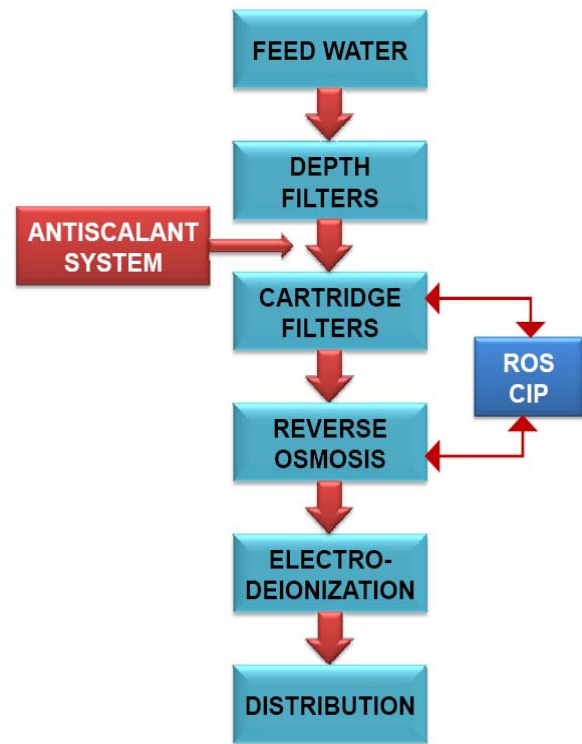 FEED WATER
DEPTH
FILTERS
ANTISCALANT
SYSTEM
CARTRIDGE
FILTERS
ROS
CIP
REVERSE
OSMOSIS
ELECTRO-
DEIONIZATION
DISTRIBUTION